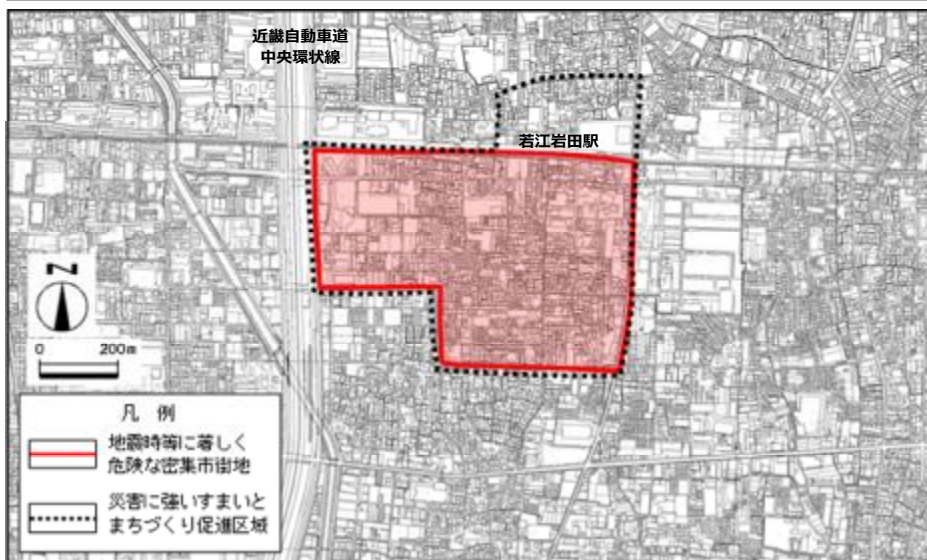 近畿自動車道
中央環状線
若江岩田駅
N
0 200m
凡 例
地震時等に著しく
危険な密集市街地
災害に強いすまいと
まちづくり促進区域